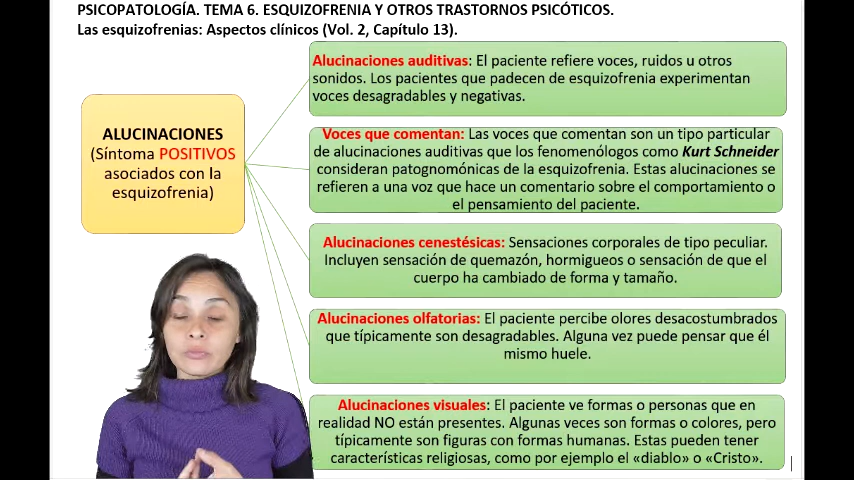 PSICOPATOLOGÍA. TEMA 6. ESQUIZOFRENIA Y OTROS TRASTORNOS PSICÓTICOS.
Las esquizofrenias: Aspectos clínicos (Vol. 2, Capítulo 13).
ALUCINACIONES
(Síntoma POSITIVOS
asociados con la
esquizofrenia)
Alucinaciones auditivas: El paciente refiere voces, ruidos u otros
sonidos. Los pacientes que padecen de esquizofrenia experimentan
voces desagradables y negativas.
Voces que comentan: Las voces que comentan son un tipo particular
de alucinaciones auditivas que los fenomenólogos como Kurt Schneider
consideran patognomónicas de la esquizofrenia. Estas alucinaciones se
refieren a una voz que hace un comentario sobre el comportamiento o
el pensamiento del paciente.
Alucinaciones cenestésicas: Sensaciones corporales de tipo peculiar.
Incluyen sensación de quemazón, hormigueos o sensación de que el
cuerpo ha cambiado de forma y tamaño.
Alucinaciones olfatorias: El paciente percibe olores desacostumbrados
que típicamente son desagradables. Alguna vez puede pensar que él
mismo huele.
Alucinaciones visuales: El paciente ve formas o personas que en
realidad NO están presentes. Algunas veces son formas o colores, pero
típicamente son figuras con formas humanas. Estas pueden tener
características religiosas, como por ejemplo el «diablo» o «Cristo».